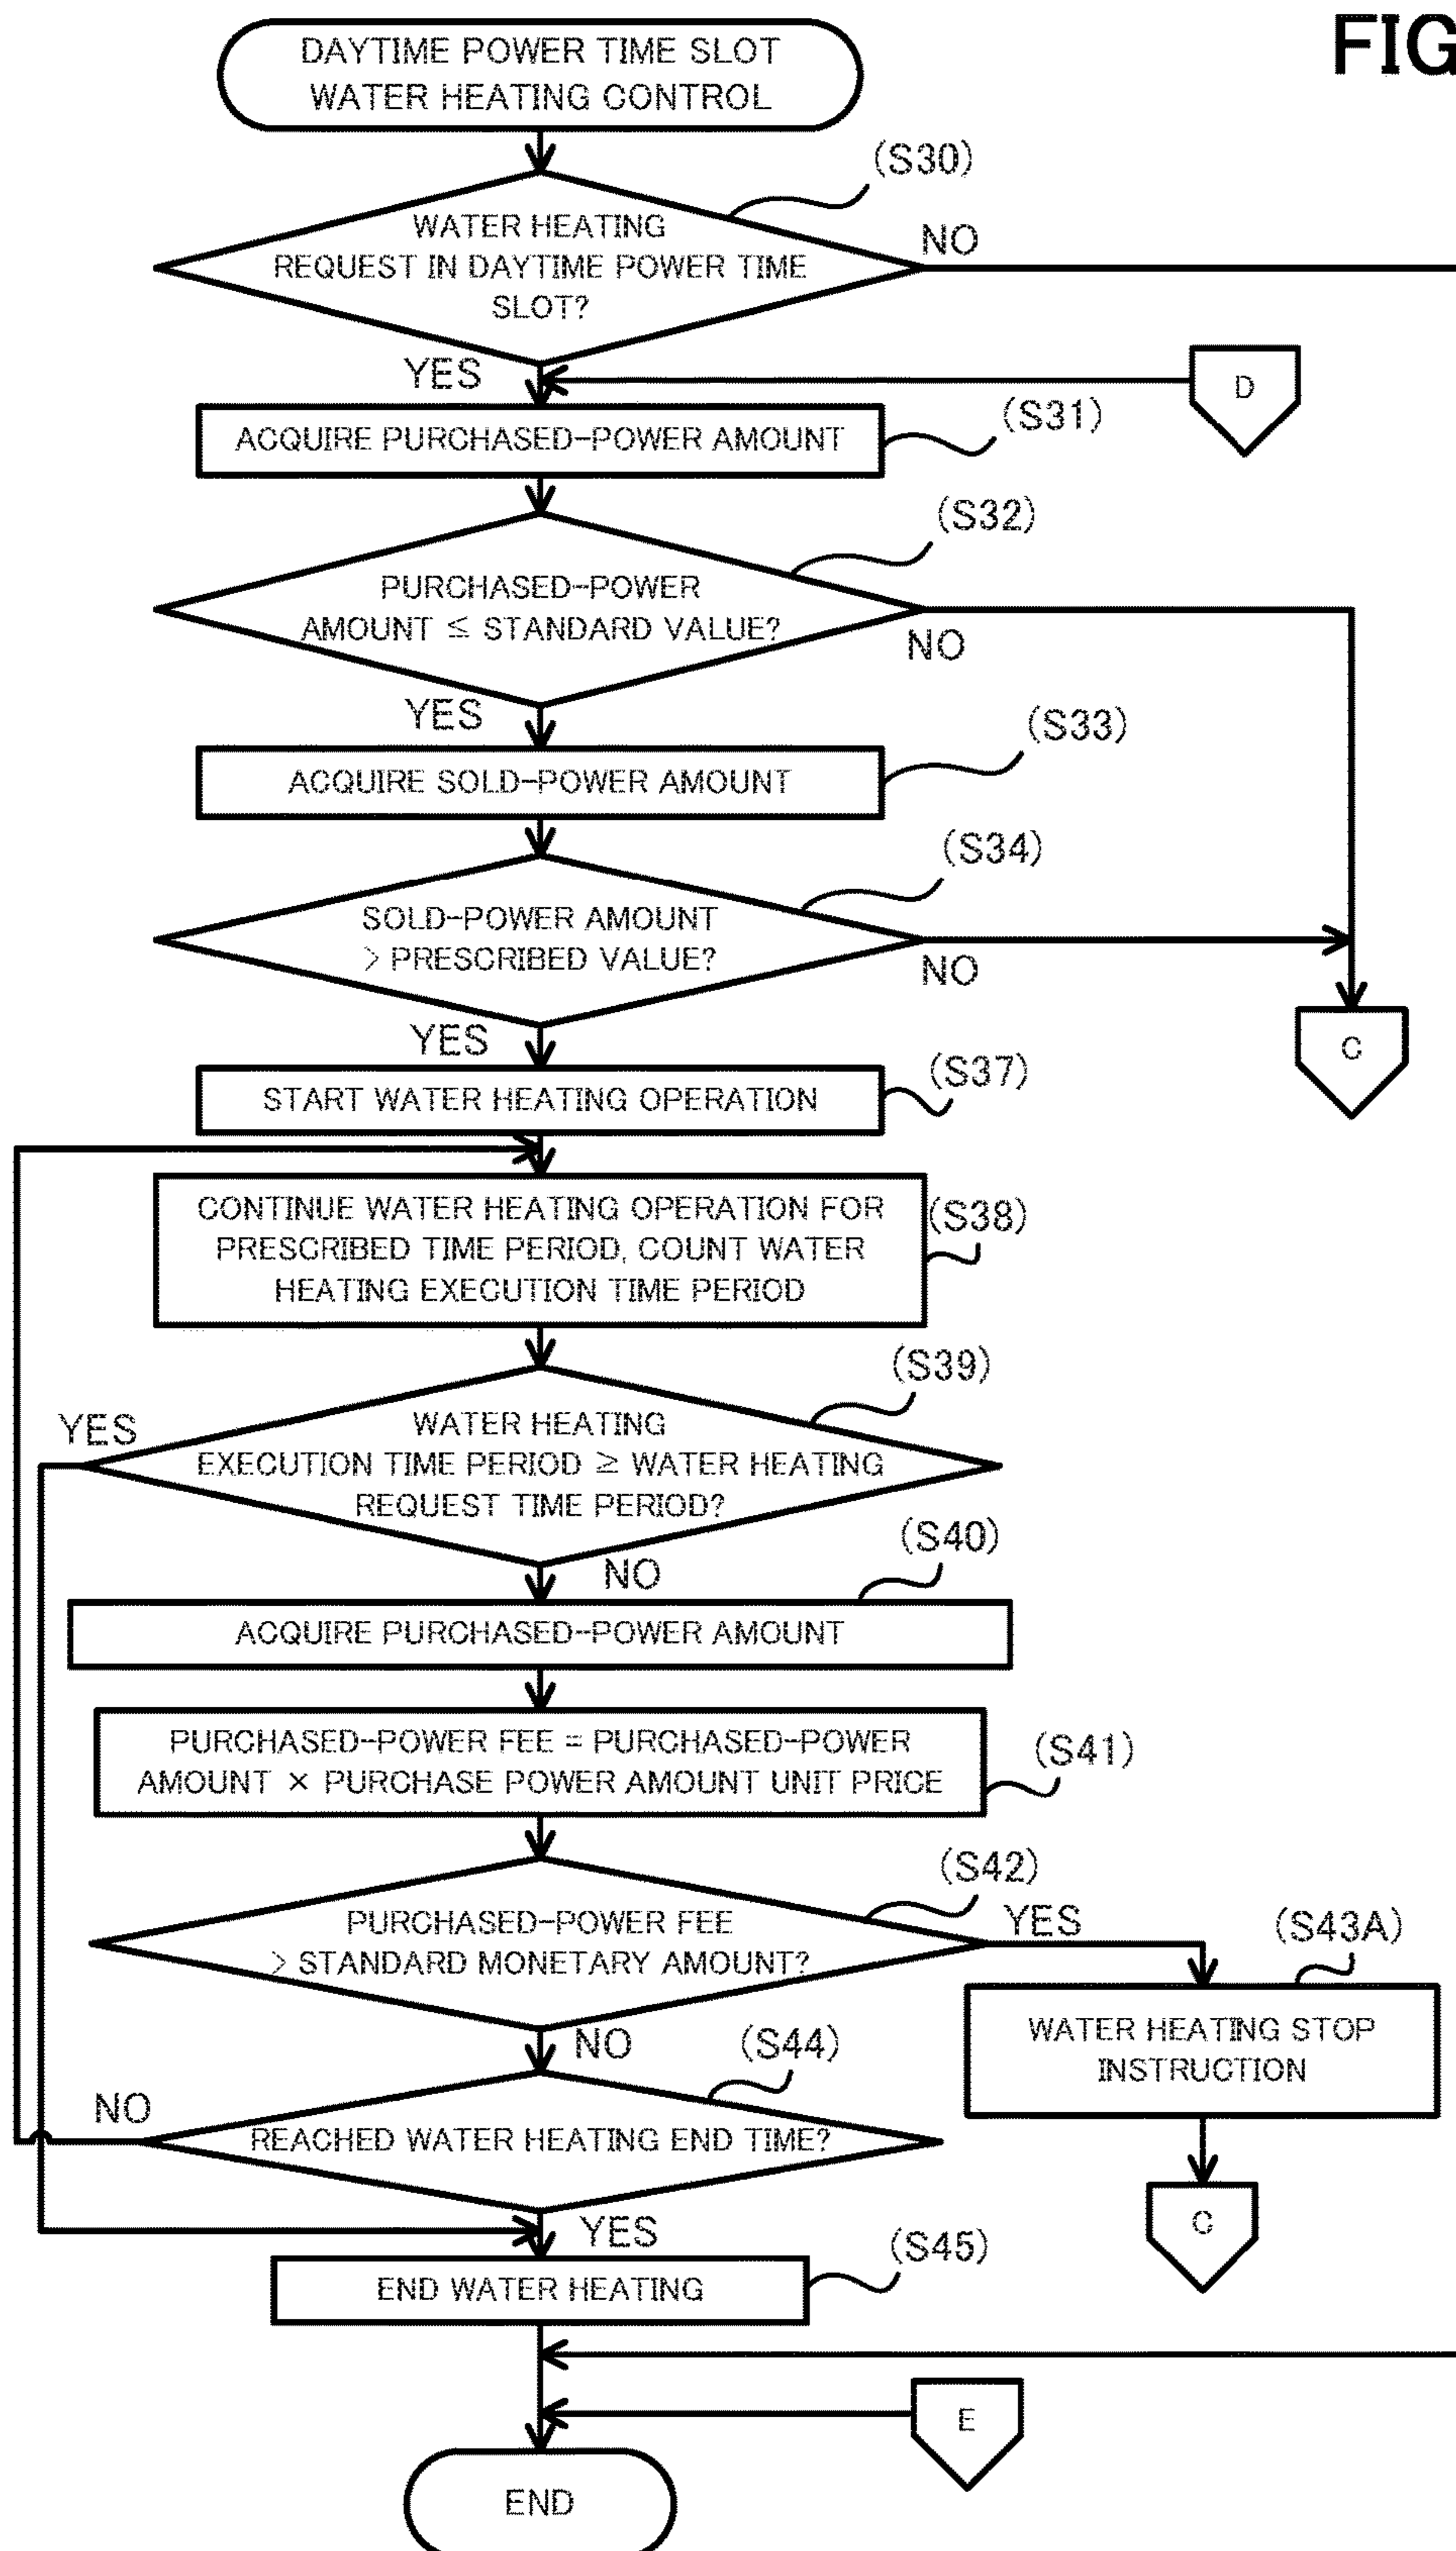 FIG
DAYTIME POWER TIME SLOT
WATER HEATING CONTROL
(S30)
WATER HEATING
REQUEST IN DAYTIME POWER TIME
SLOT?
NO
YES
D
ACQUIRE PURCHASED-POWER AMOUNT
(S31)
(S32)
PURCHASED-POWER
AMOUNT ≤ STANDARD VALUE?
NO
YES
(S33)
ACQUIRE SOLD-POWER AMOUNT
(S34)
SOLD-POWER AMOUNT
> PRESCRIBED VALUE?
NO
YES
C
(S37)
START WATER HEATING OPERATION
(S38)
CONTINUE WATER HEATING OPERATION FOR
PRESCRIBED TIME PERIOD, COUNT WATER
HEATING EXECUTION TIME PERIOD
(S39)
YES
WATER HEATING
EXECUTION TIME PERIOD ≥ WATER HEATING
REQUEST TIME PERIOD?
(S40)
NO
ACQUIRE PURCHASED-POWER AMOUNT
PURCHASED-POWER FEE = PURCHASED-POWER
AMOUNT × PURCHASE POWER AMOUNT UNIT PRICE
(S41)
(S42)
PURCHASED-POWER FEE
> STANDARD MONETARY AMOUNT?
YES
(S43A)
WATER HEATING STOP
INSTRUCTION
NO
(S44)
NO
REACHED WATER HEATING END TIME?
C
YES
(S45)
END WATER HEATING
E
END